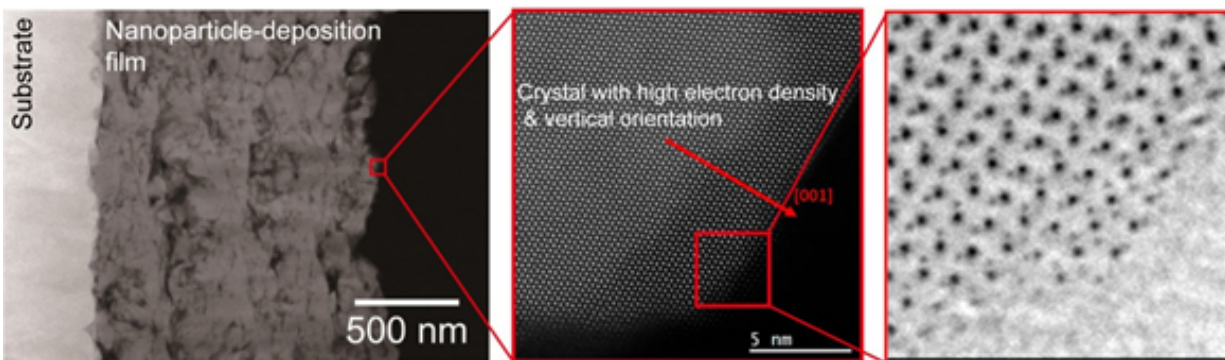 Substrate
Nanoparticle-deposition
film
500 nm
Crystal with high electron density
& vertical orientation
[001]
5 nm